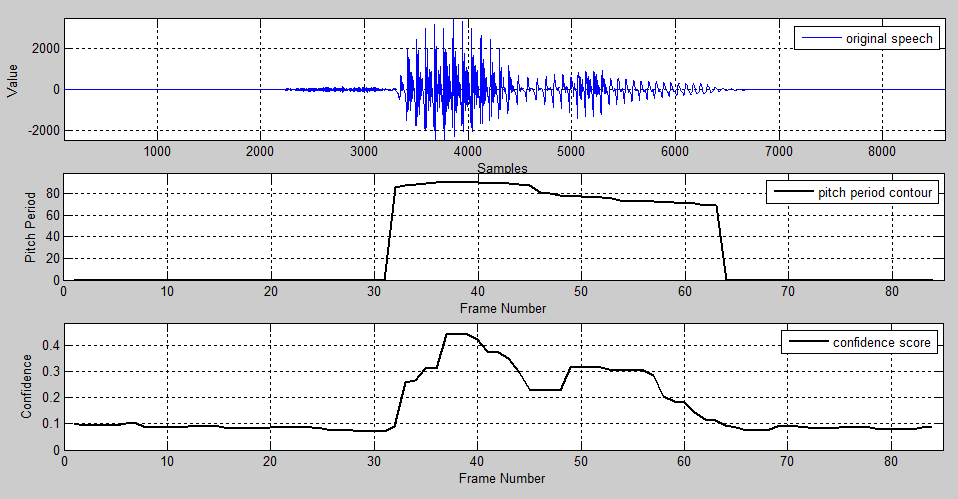 original speech
Value
2000
0
-2000
1000 2000 3000 4000 5000 6000 7000 8000
Samples
pitch period contour
Pitch Period
80
60
40
20
0
0 10 20 30 40 50 60 70 80
Frame Number
confidence score
Confidence
0.4
0.3
0.2
0.1
0
0 10 20 30 40 50 60 70 80
Frame Number